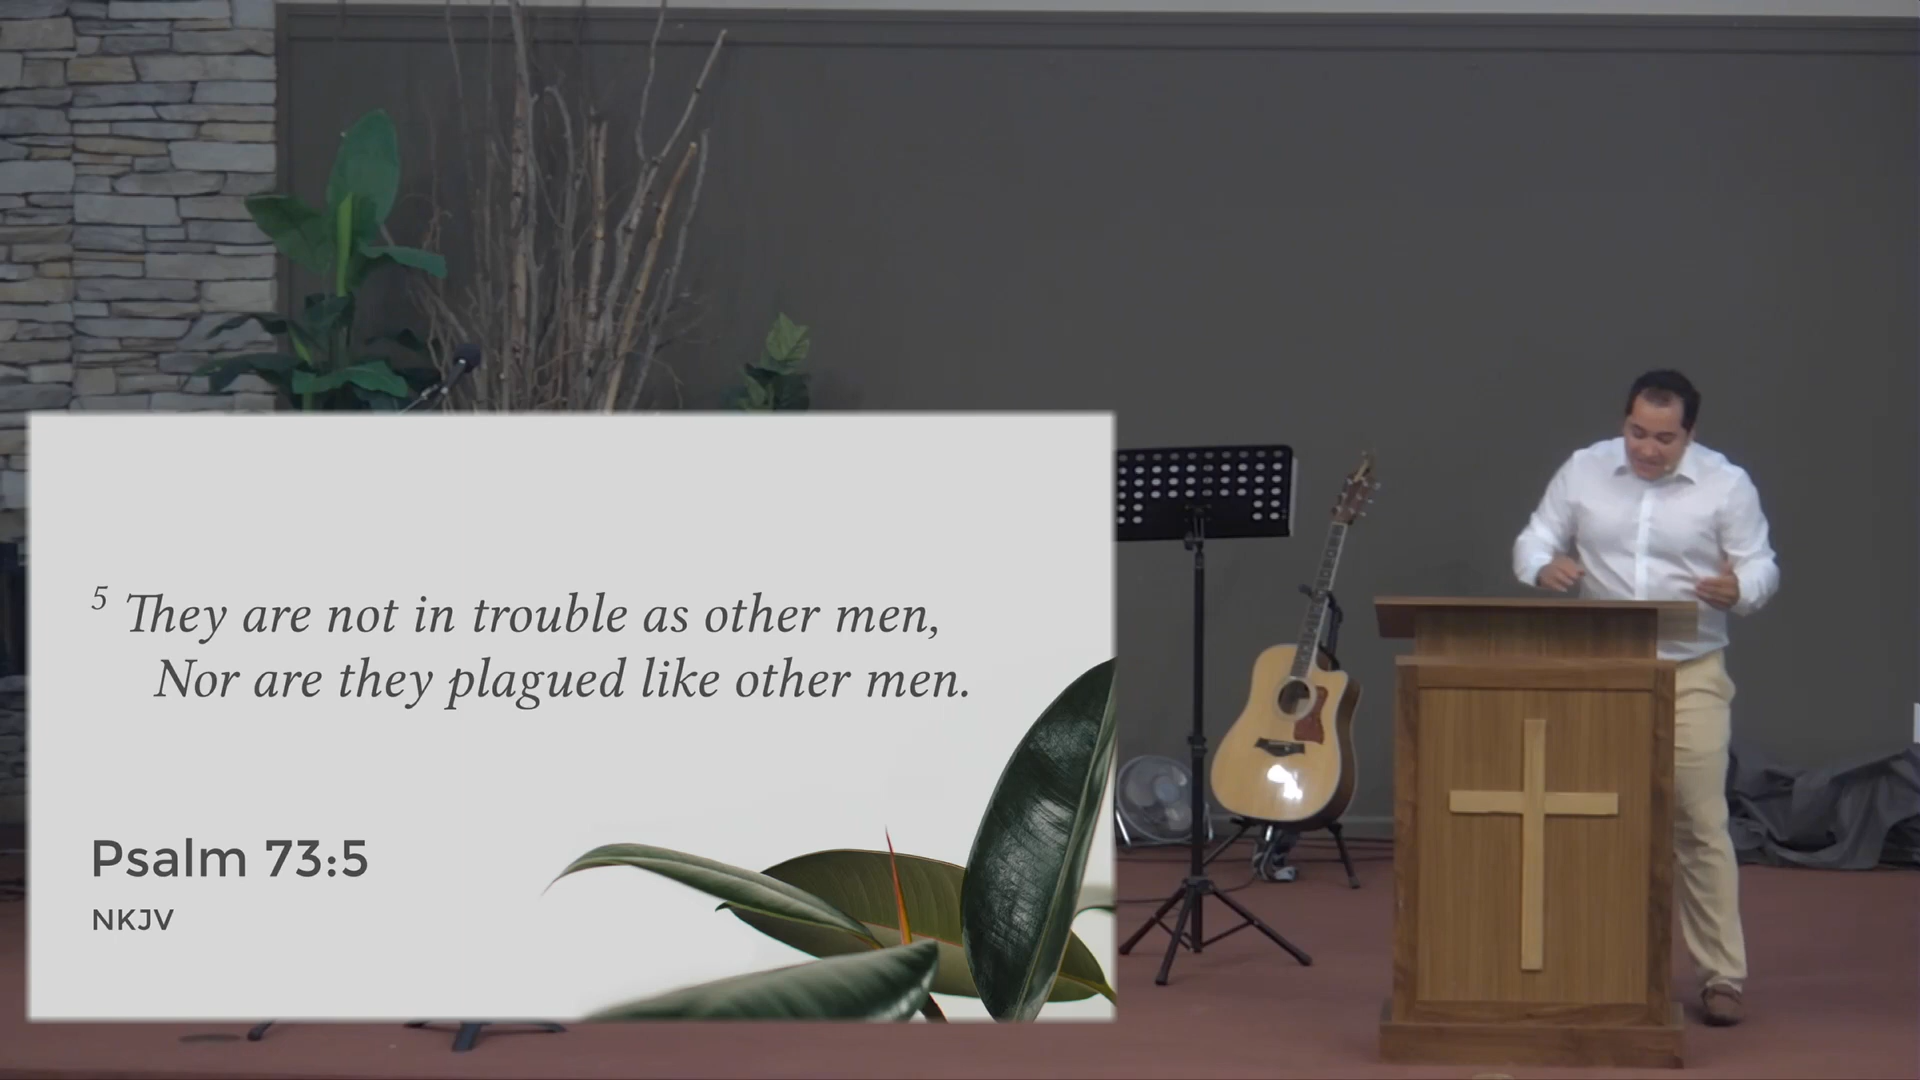 5 They are not in trouble as other men,
Nor are they plagued like other men.
Psalm 73:5
NKJV